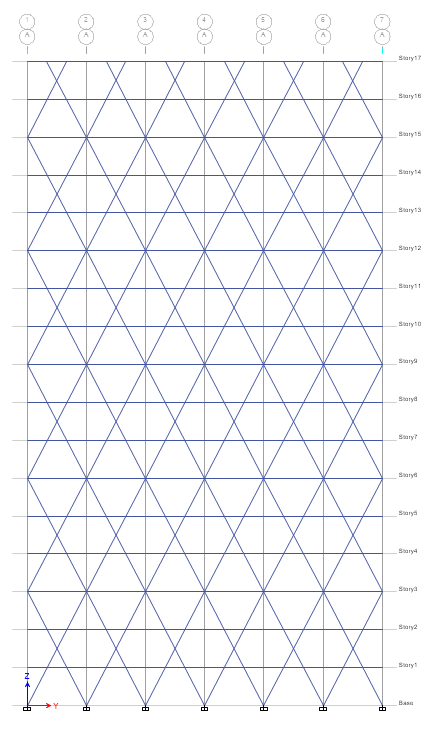 1 2 3 4 5 6 7
A A A A A A A
Story17
Story16
Story15
Story14
Story13
Story12
Story11
Story10
Story9
Story8
Story7
Story6
Story5
Story4
Story3
Story2
Story1
Z
Y
Base